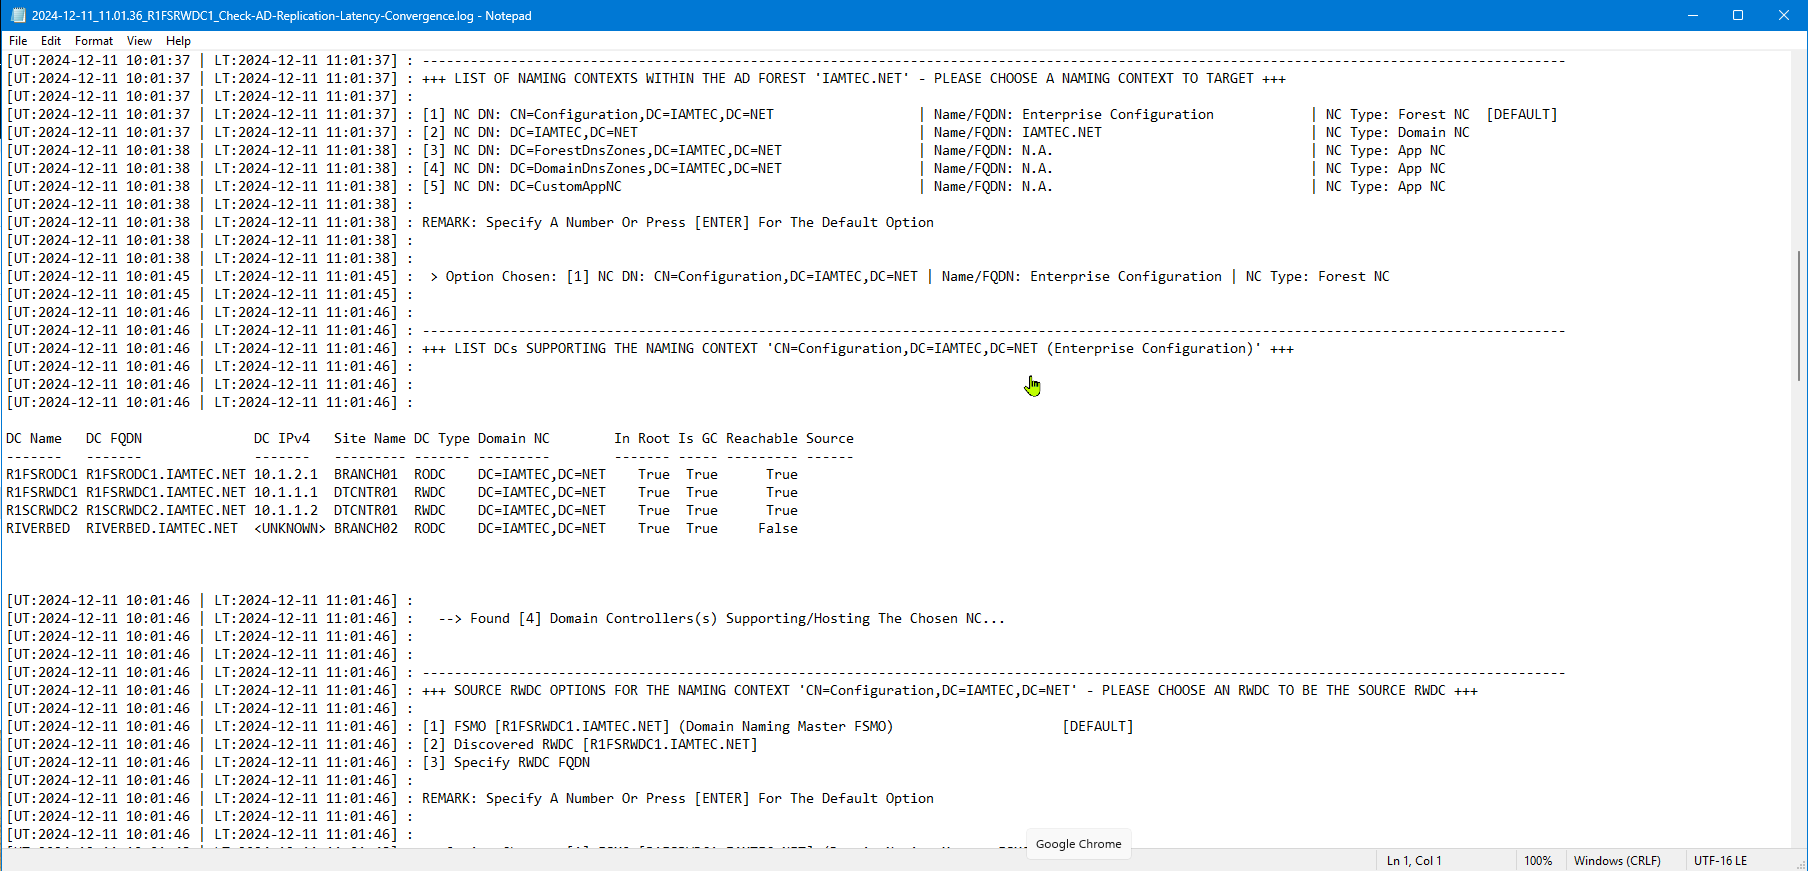 2024-12-11_11.01.36_R1FSRWDC1_Check-AD-Replication-Latency-Convergence.log - Notepad
File Edit Format View Help
[UT:2024-12-11 10:01:37 | LT:2024-12-11 11:01:37] : -----------------------------------------------------------------------------------------------------------------------------------------------
[UT:2024-12-11 10:01:37 | LT:2024-12-11 11:01:37] : +++ LIST OF NAMING CONTEXTS WITHIN THE AD FOREST 'IAMTEC.NET' - PLEASE CHOOSE A NAMING CONTEXT TO TARGET +++
[UT:2024-12-11 10:01:37 | LT:2024-12-11 11:01:37] :
[UT:2024-12-11 10:01:37 | LT:2024-12-11 11:01:37] : [1] NC DN: CN=Configuration,DC=IAMTEC,DC=NET | Name/FQDN: Enterprise Configuration | NC Type: Forest NC [DEFAULT]
[UT:2024-12-11 10:01:37 | LT:2024-12-11 11:01:37] : [2] NC DN: DC=IAMTEC,DC=NET | Name/FQDN: IAMTEC.NET | NC Type: Domain NC
[UT:2024-12-11 10:01:38 | LT:2024-12-11 11:01:38] : [3] NC DN: DC=ForestDnsZones,DC=IAMTEC,DC=NET | Name/FQDN: N.A. | NC Type: App NC
[UT:2024-12-11 10:01:38 | LT:2024-12-11 11:01:38] : [4] NC DN: DC=DomainDnsZones,DC=IAMTEC,DC=NET | Name/FQDN: N.A. | NC Type: App NC
[UT:2024-12-11 10:01:38 | LT:2024-12-11 11:01:38] : [5] NC DN: DC=CustomAppNC | Name/FQDN: N.A. | NC Type: App NC
[UT:2024-12-11 10:01:38 | LT:2024-12-11 11:01:38] :
[UT:2024-12-11 10:01:38 | LT:2024-12-11 11:01:38] : REMARK: Specify A Number Or Press [ENTER] For The Default Option
[UT:2024-12-11 10:01:38 | LT:2024-12-11 11:01:38] :
[UT:2024-12-11 10:01:38 | LT:2024-12-11 11:01:38] :
[UT:2024-12-11 10:01:45 | LT:2024-12-11 11:01:45] : > Option Chosen: [1] NC DN: CN=Configuration,DC=IAMTEC,DC=NET | Name/FQDN: Enterprise Configuration | NC Type: Forest NC
[UT:2024-12-11 10:01:45 | LT:2024-12-11 11:01:45] :
[UT:2024-12-11 10:01:46 | LT:2024-12-11 11:01:46] :
[UT:2024-12-11 10:01:46 | LT:2024-12-11 11:01:46] : -----------------------------------------------------------------------------------------------------------------------------------------------
[UT:2024-12-11 10:01:46 | LT:2024-12-11 11:01:46] : +++ LIST DCs SUPPORTING THE NAMING CONTEXT 'CN=Configuration,DC=IAMTEC,DC=NET (Enterprise Configuration)' +++
[UT:2024-12-11 10:01:46 | LT:2024-12-11 11:01:46] :
[UT:2024-12-11 10:01:46 | LT:2024-12-11 11:01:46] :
[UT:2024-12-11 10:01:46 | LT:2024-12-11 11:01:46] :
DC Name DC FQDN DC IPv4 Site Name DC Type Domain NC In Root Is GC Reachable Source
------- ------- ------- --------- ------- --------- ------- ----- --------- ------
R1FSRODC1 R1FSRODC1.IAMTEC.NET 10.1.2.1 BRANCH01 RODC DC=IAMTEC,DC=NET True True True
R1FSRWDC1 R1FSRWDC1.IAMTEC.NET 10.1.1.1 DTCNTR01 RWDC DC=IAMTEC,DC=NET True True True
R1SCRWDC2 R1SCRWDC2.IAMTEC.NET 10.1.1.2 DTCNTR01 RWDC DC=IAMTEC,DC=NET True True True
RIVERBED RIVERBED.IAMTEC.NET <UNKNOWN> BRANCH02 RODC DC=IAMTEC,DC=NET True True False
[UT:2024-12-11 10:01:46 | LT:2024-12-11 11:01:46] :
[UT:2024-12-11 10:01:46 | LT:2024-12-11 11:01:46] : --> Found [4] Domain Controllers(s) Supporting/Hosting The Chosen NC...
[UT:2024-12-11 10:01:46 | LT:2024-12-11 11:01:46] :
[UT:2024-12-11 10:01:46 | LT:2024-12-11 11:01:46] :
[UT:2024-12-11 10:01:46 | LT:2024-12-11 11:01:46] : -----------------------------------------------------------------------------------------------------------------------------------------------
[UT:2024-12-11 10:01:46 | LT:2024-12-11 11:01:46] : +++ SOURCE RWDC OPTIONS FOR THE NAMING CONTEXT 'CN=Configuration,DC=IAMTEC,DC=NET' - PLEASE CHOOSE AN RWDC TO BE THE SOURCE RWDC +++
[UT:2024-12-11 10:01:46 | LT:2024-12-11 11:01:46] :
[UT:2024-12-11 10:01:46 | LT:2024-12-11 11:01:46] : [1] FSMO [R1FSRWDC1.IAMTEC.NET] (Domain Naming Master FSMO) [DEFAULT]
[UT:2024-12-11 10:01:46 | LT:2024-12-11 11:01:46] : [2] Discovered RWDC [R1FSRWDC1.IAMTEC.NET]
[UT:2024-12-11 10:01:46 | LT:2024-12-11 11:01:46] : [3] Specify RWDC FQDN
[UT:2024-12-11 10:01:46 | LT:2024-12-11 11:01:46] :
[UT:2024-12-11 10:01:46 | LT:2024-12-11 11:01:46] : REMARK: Specify A Number Or Press [ENTER] For The Default Option
[UT:2024-12-11 10:01:46 | LT:2024-12-11 11:01:46] :
[UT:2024-12-11 10:01:46 | LT:2024-12-11 11:01:46] :
Google Chrome
Ln 1, Col 1 100% Windows (CRLF) UTF-16 LE